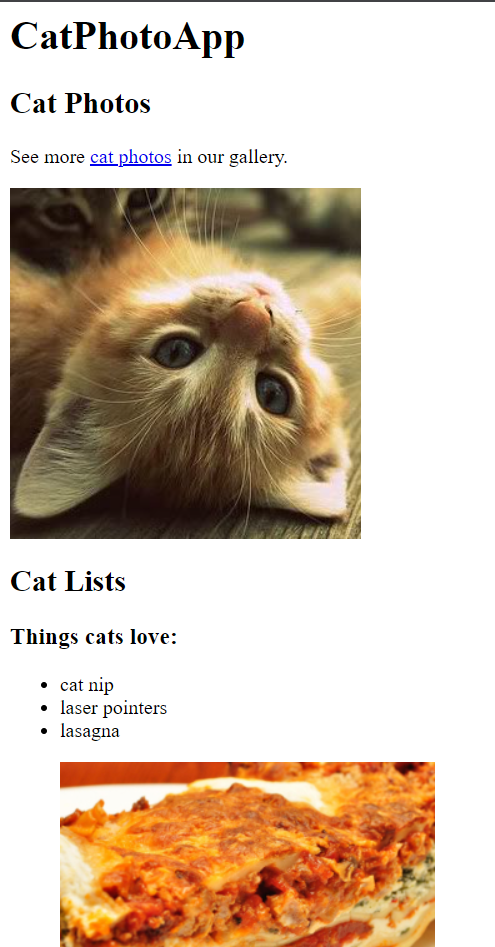 CatPhotoApp
Cat Photos
See more cat photos in our gallery.
Cat Lists
Things cats love:
cat nip
laser pointers
lasagna